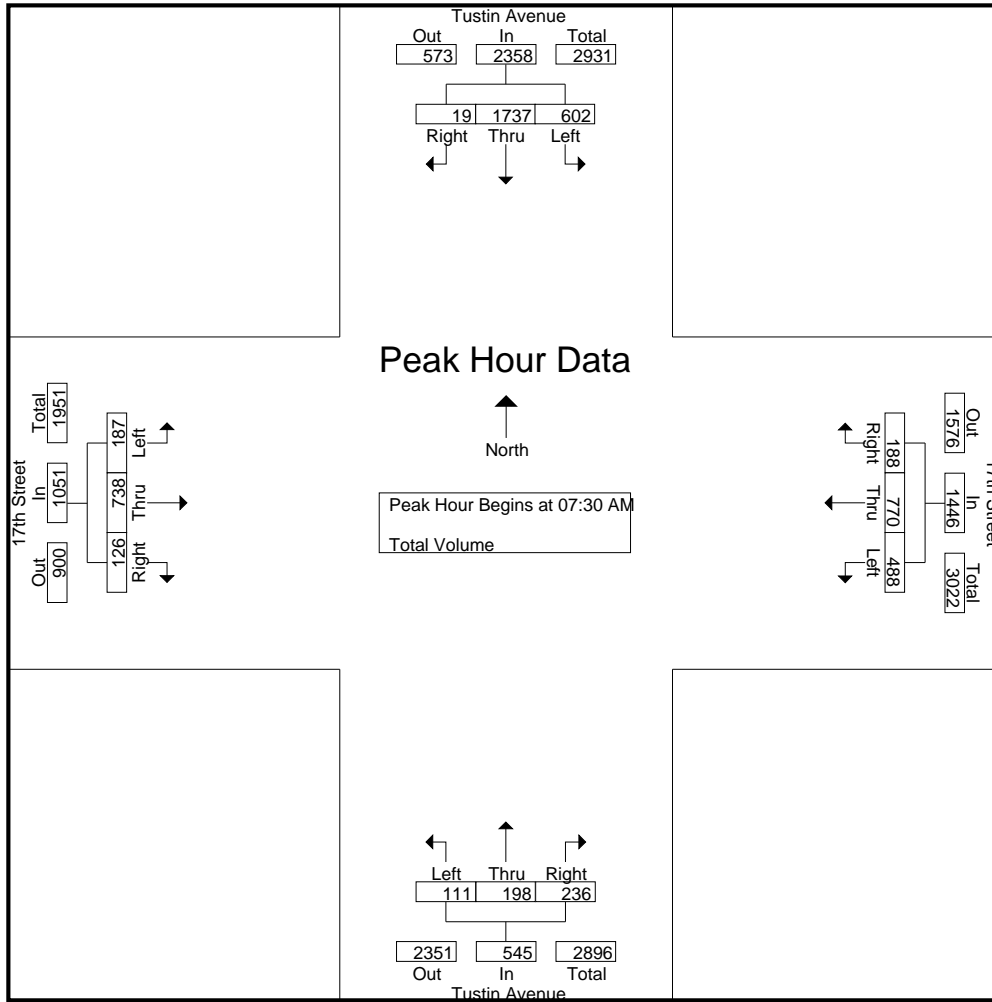 Tustin Avenue
Out In Total
573 2358 2931
19 1737 602
Right Thru Left
Peak Hour Data
North
Peak Hour Begins at 07:30 AM
Total Volume
17th Street
Total In Out
1951 1051 900
187 738 126
Left Thru Right
17th Street
Out In Total
1576 1446 3022
188 770 488
Right Thru Left
Left Thru Right
111 198 236
2351 545 2896
Out In Total
Tustin Avenue